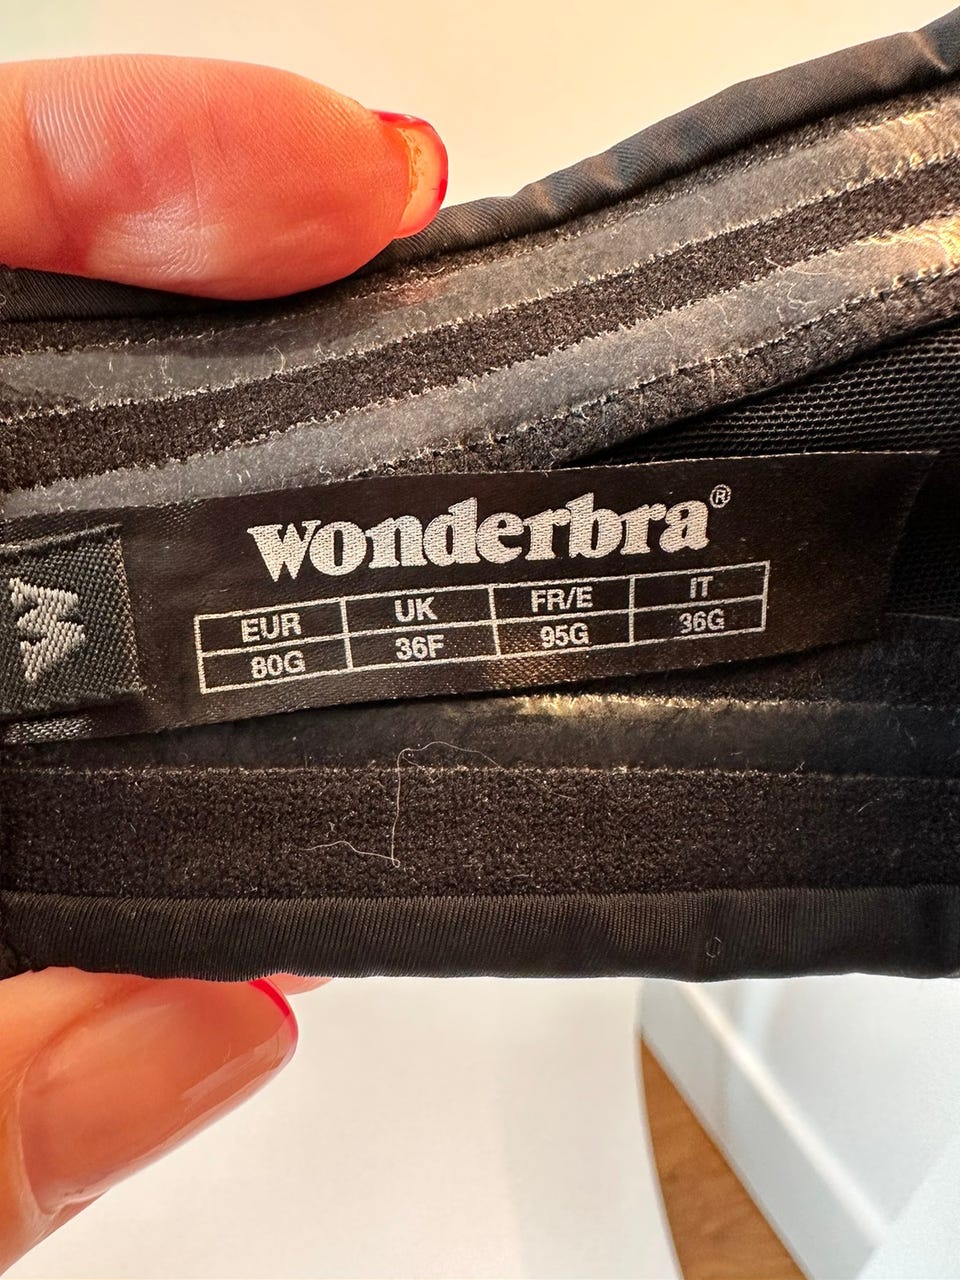 wonderbra®
EUR UK FR/E IT
80G 36F 95G 36G
W